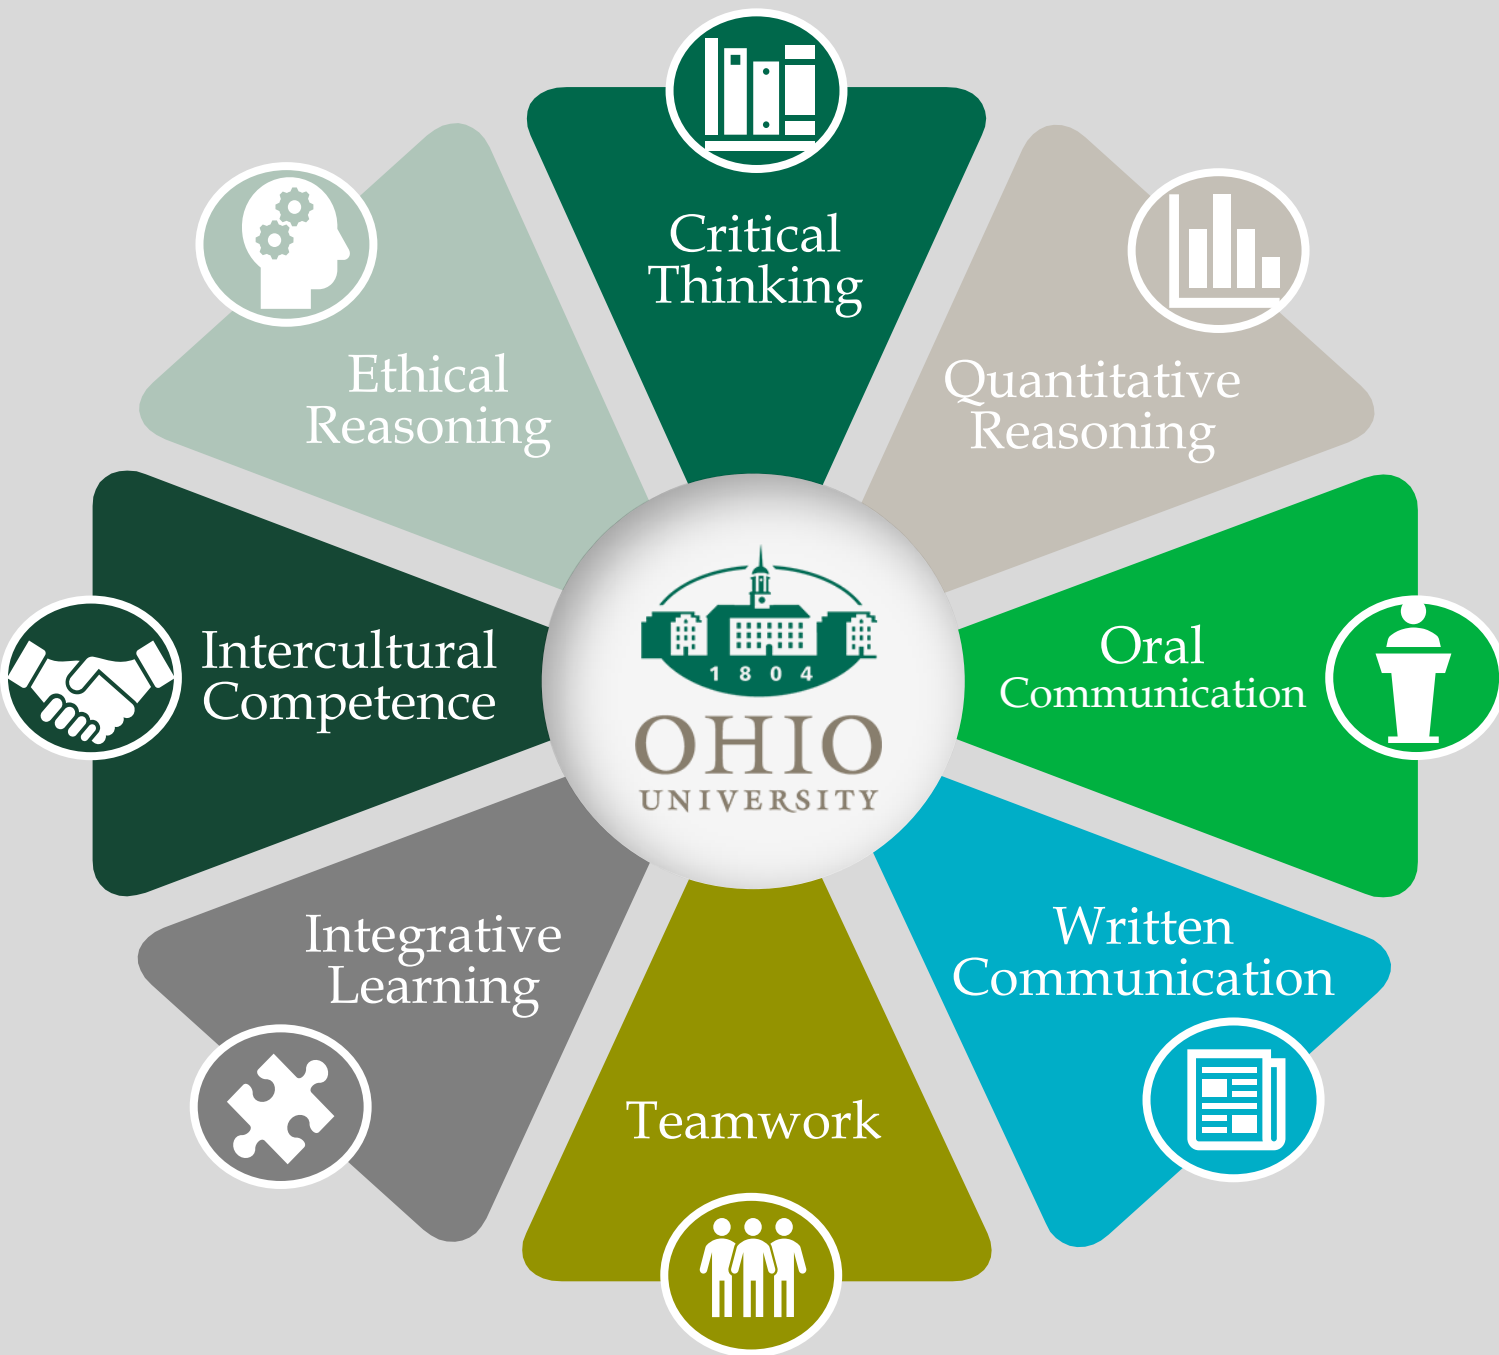 Critical
Thinking
Quantitative
Reasoning
Oral
Communication
Written
Communication
Teamwork
Integrative
Learning
Intercultural
Competence
Ethical
Reasoning
1804
OHIO
UNIVERSITY